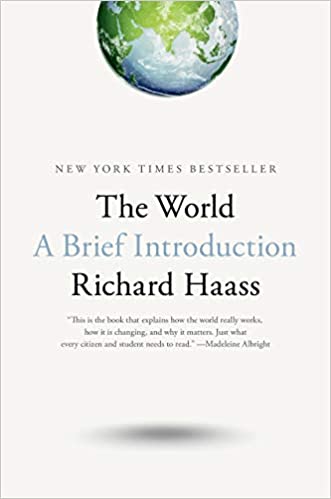 NEW YORK TIMES BESTSELLER
The World
A Brief Introduction
Richard Haass
“This is the book that explains how the world really works,
how it is changing, and why it matters. Just what
every citizen and student needs to read.” —Madeleine Albright